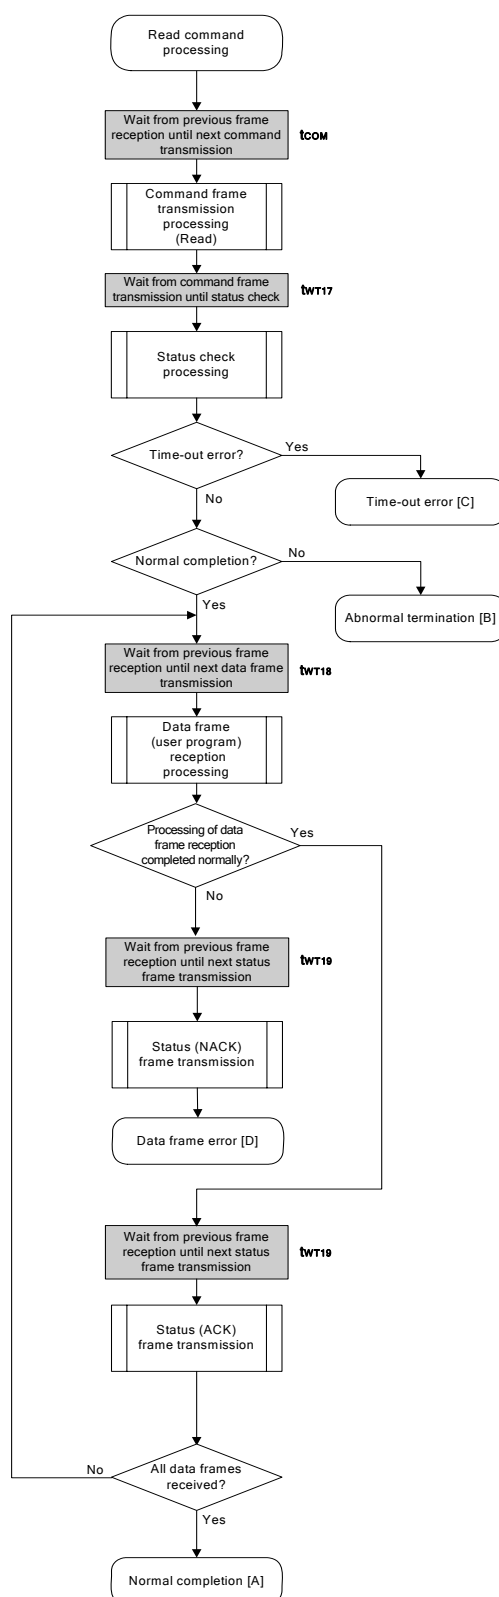 Read command
processing
Wait from previous frame
reception until next command
transmission
tCOM
Command frame
transmission
processing
(Read)
Wait from command frame
transmission until status check
tWT17
Status check
processing
Time-out error?
Yes
No
Time-out error [C]
Normal completion?
No
Yes
Abnormal termination [B]
Wait from previous frame
reception until next data frame
transmission
tWT18
Data frame
(user program)
reception
processing
Processing of data
frame reception
completed normally?
Yes
No
Wait from previous frame
reception until next status
frame transmission
tWT19
Status (NACK)
frame transmission
Data frame error [D]
Wait from previous frame
reception until next status
frame transmission
tWT19
Status (ACK)
frame transmission
All data frames
received?
No
Yes
Normal completion [A]